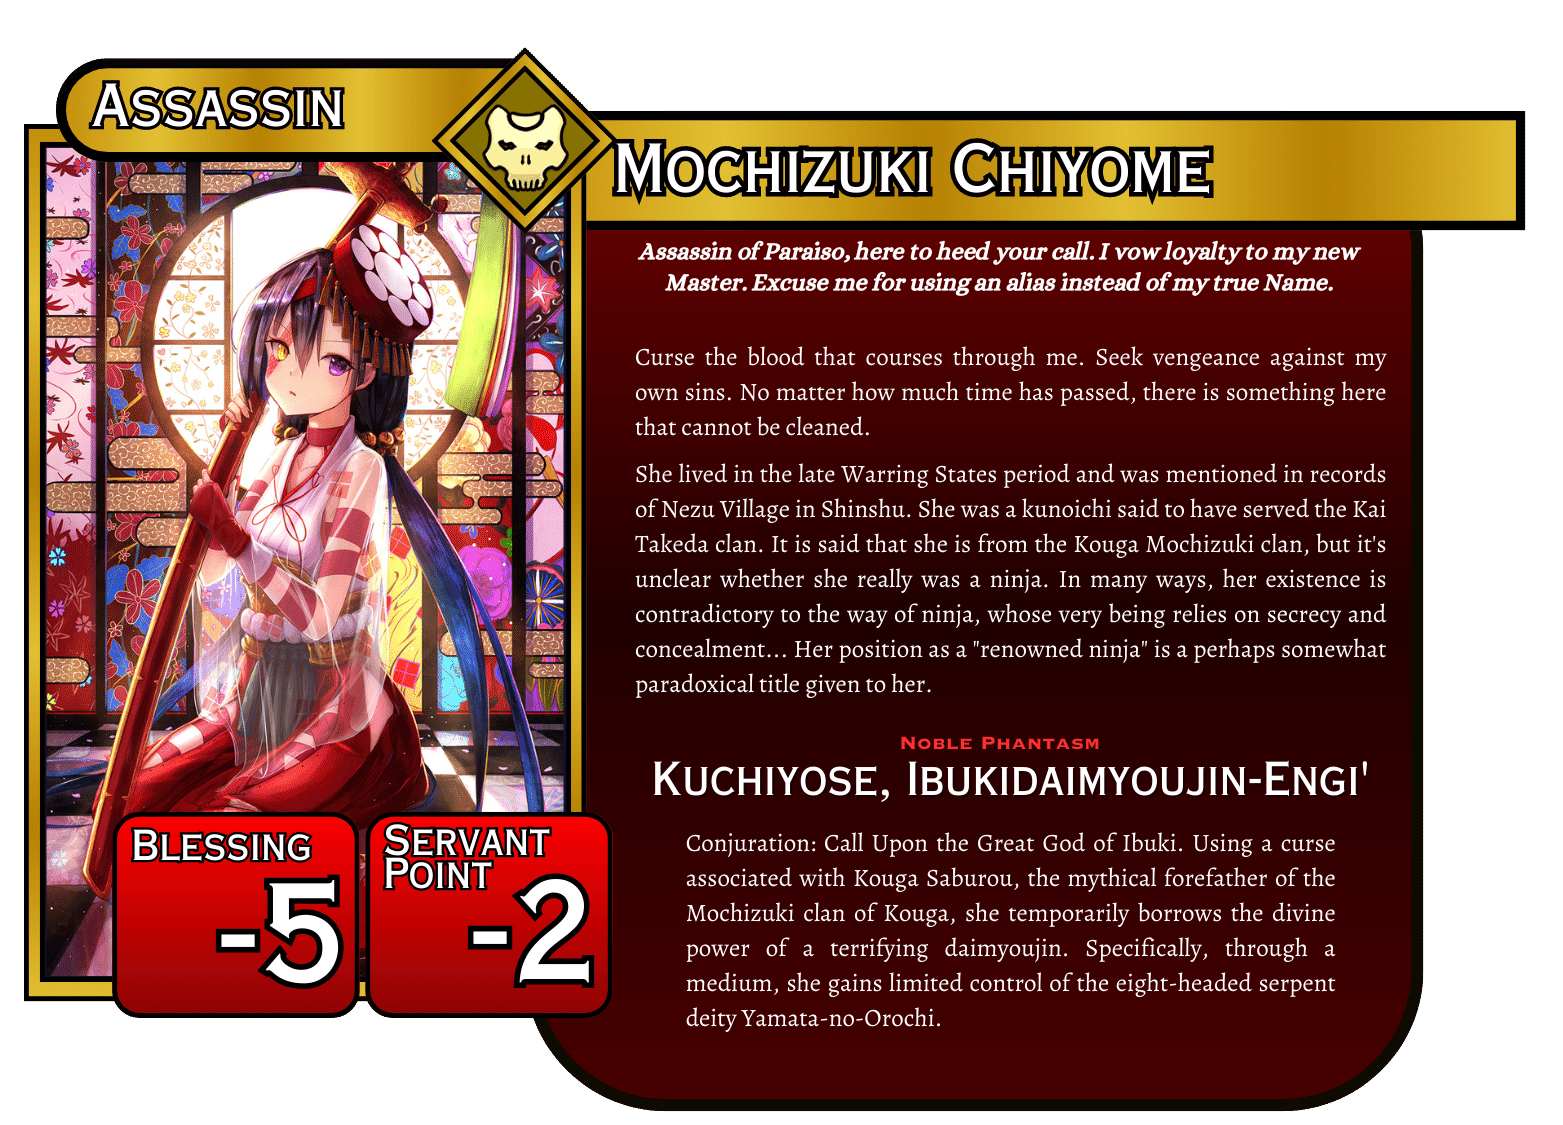 Assassin
Mochizuki Chiyome
Assassin of Paraiso, here to heed your call. I vow loyalty to my new
Master. Excuse me for using an alias instead of my true Name.
Curse the blood that courses through me. Seek vengeance against my
own sins. No matter how much time has passed, there is something here
that cannot be cleaned.
She lived in the late Warring States period and was mentioned in records
of Nezu Village in Shinshu. She was a kunoichi said to have served the Kai
Takeda clan. It is said that she is from the Kouga Mochizuki clan, but it's
unclear whether she really was a ninja. In many ways, her existence is
contradictory to the way of ninja, whose very being relies on secrecy and
concealment... Her position as a "renowned ninja" is a perhaps somewhat
paradoxical title given to her.
Noble Phantasm
Kuchiyose, Ibukidaimyoujin-Engi'
Conjuration: Call Upon the Great God of Ibuki. Using a curse
associated with Kouga Saburou, the mythical forefather of the
Mochizuki clan of Kouga, she temporarily borrows the divine
power of a terrifying daimyoujin. Specifically, through a
medium, she gains limited control of the eight-headed serpent
deity Yamata-no-Orochi.
Blessing
-5
Servant
Point
-2